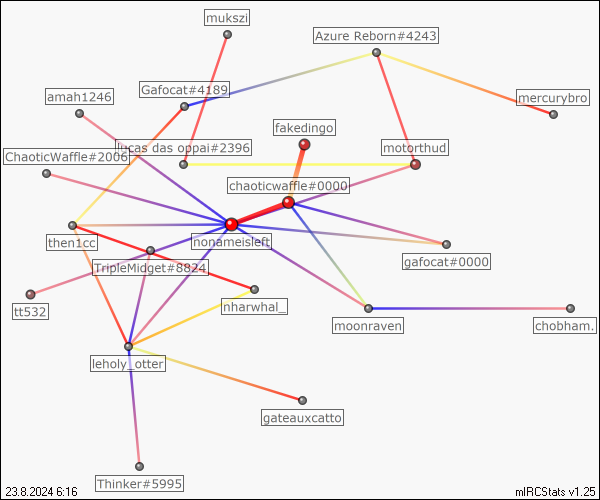 mukszi
Azure Reborn#4243
Gafocat#4189
amah1246
mercurybro
fakedingo
lucas das oppai#2396
motorthud
ChaoticWaffle#2006
chaoticwaffle#0000
then1cc
nonameisleft
gafocat#0000
TripleMidget#8824
tt532
nharwhal_
moonraven
chobham.
leholy_otter
gateauxcatto
Thinker#5995
23.8.2024 6:16
mIRCStats v1.25